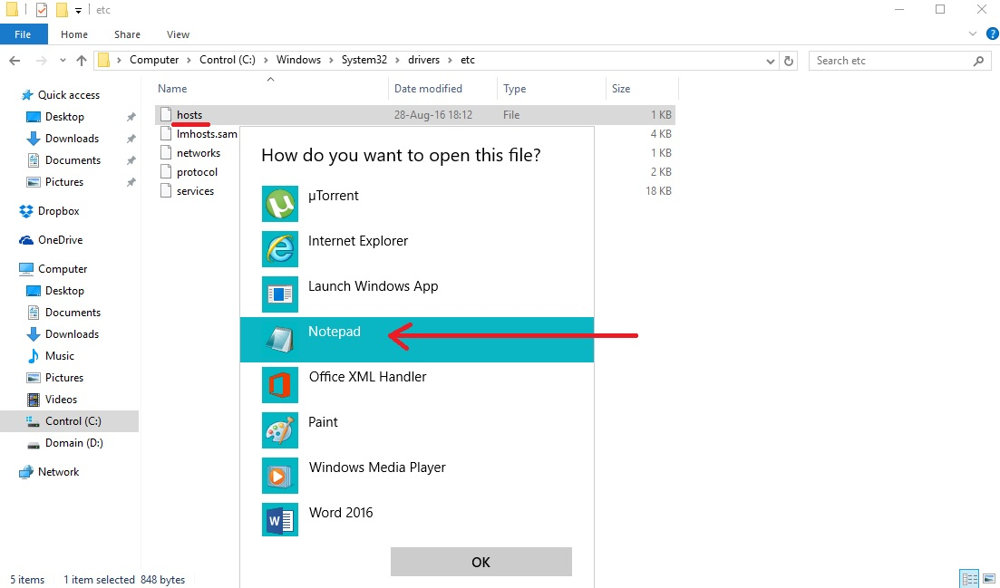 etc
File Home Share View
Computer Control (C:) Windows System32 drivers etc
Search etc
Name Date modified Type Size
Quick access
Desktop
Downloads
Documents
Pictures
Dropbox
OneDrive
Computer
Desktop
Documents
Downloads
Music
Pictures
Videos
Control (C:)
Domain (D:)
Network
hosts 28-Aug-16 18:12 File 1 KB
lmhosts.sam 4 KB
networks 1 KB
protocol 2 KB
services 18 KB
How do you want to open this file?
µTorrent
Internet Explorer
Launch Windows App
Notepad
Office XML Handler
Paint
Windows Media Player
Word 2016
OK
5 items 1 item selected 848 bytes